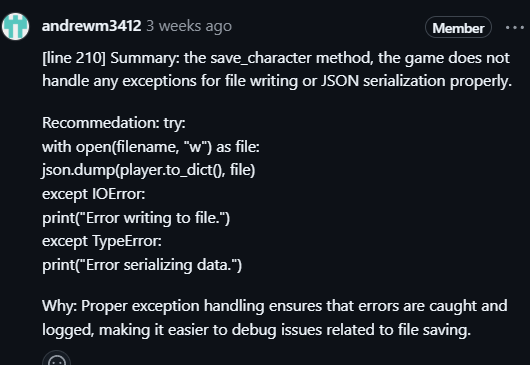 andrewm3412 3 weeks ago
Member ...
[line 210] Summary: the save_character method, the game does not
handle any exceptions for file writing or JSON serialization properly.
Recommedation: try:
with open(filename, "w") as file:
json.dump(player.to_dict(), file)
except IOError:
print("Error writing to file.")
except TypeError:
print("Error serializing data.")
Why: Proper exception handling ensures that errors are caught and
logged, making it easier to debug issues related to file saving.